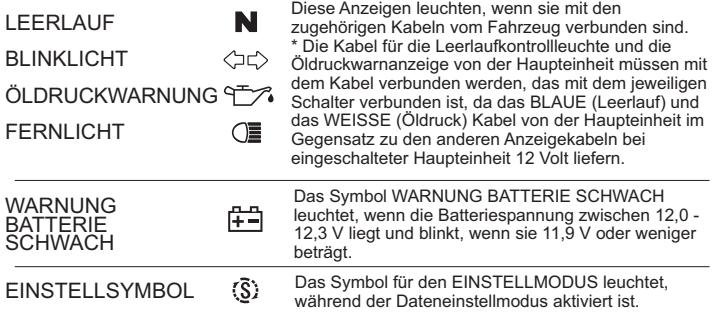 LEERLAUF N
BLINKLICHT
ÖLDRUCKWARNUNG
FERNLICHT
Diese Anzeigen leuchten, wenn sie mit den
zugehörigen Kabeln vom Fahrzeug verbunden sind.
* Die Kabel für die Leerlaufkontrollleuchte und die
Öldruckwarnanzeige von der Haupteinheit müssen mit
dem Kabel verbunden werden, das mit dem jeweiligen
Schalter verbunden ist, da das BLAUE (Leerlauf) und
das WEISSE (Öldruck) Kabel von der Haupteinheit im
Gegensatz zu den anderen Anzeigekabeln bei
eingeschalteter Haupteinheit 12 Volt liefern.
WARNUNG
BATTERIE
SCHWACH
Das Symbol WARNUNG BATTERIE SCHWACH
leuchtet, wenn die Batteriespannung zwischen 12,0 -
12,3 V liegt und blinkt, wenn sie 11,9 V oder weniger
beträgt.
EINSTELLSYMBOL (S)
Das Symbol für den EINSTELLMODUS leuchtet,
während der Dateneinstellmodus aktiviert ist.